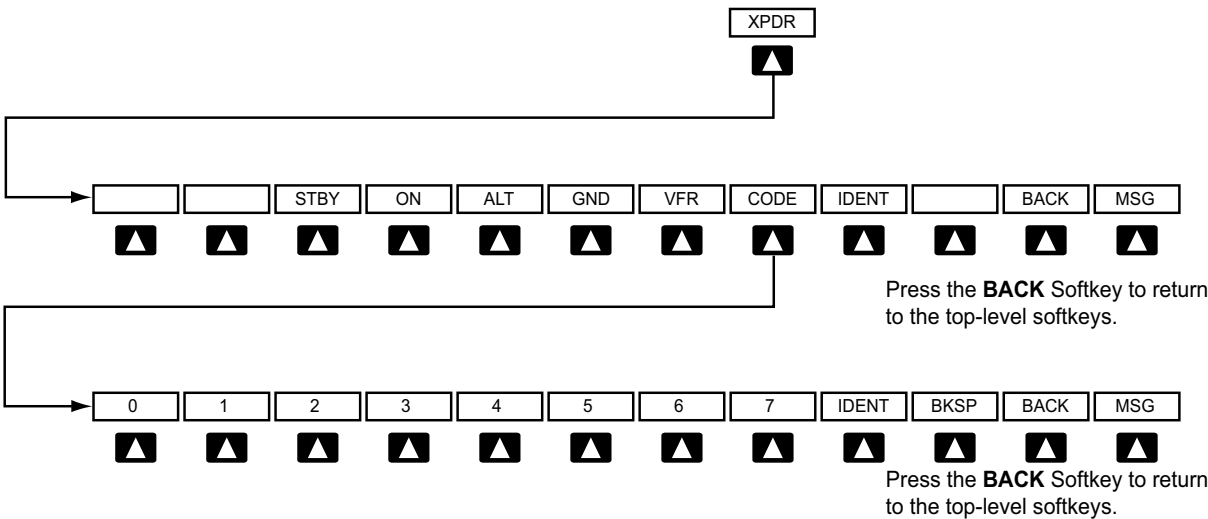 XPDR
STBY ON ALT GND VFR CODE IDENT BACK MSG
Press the BACK Softkey to return
to the top-level softkeys.
0 1 2 3 4 5 6 7 IDENT BKSP BACK MSG
Press the BACK Softkey to return
to the top-level softkeys.